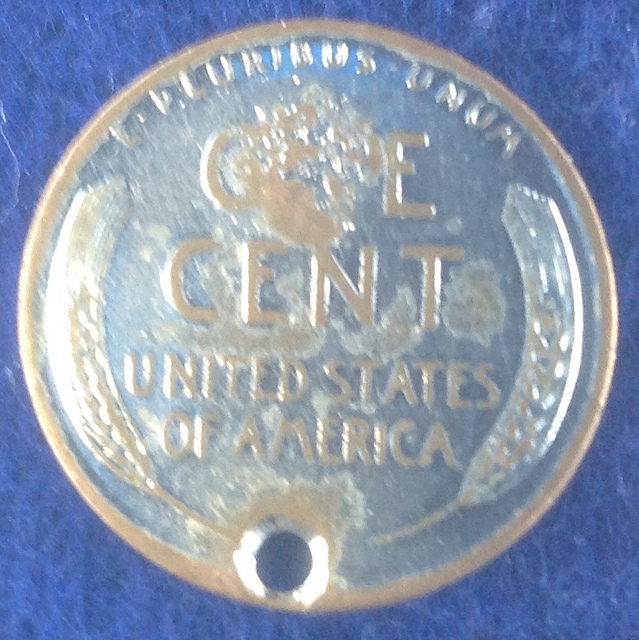 E · PLURIBUS · UNUM
ONE
CENT
UNITED STATES
OF AMERICA